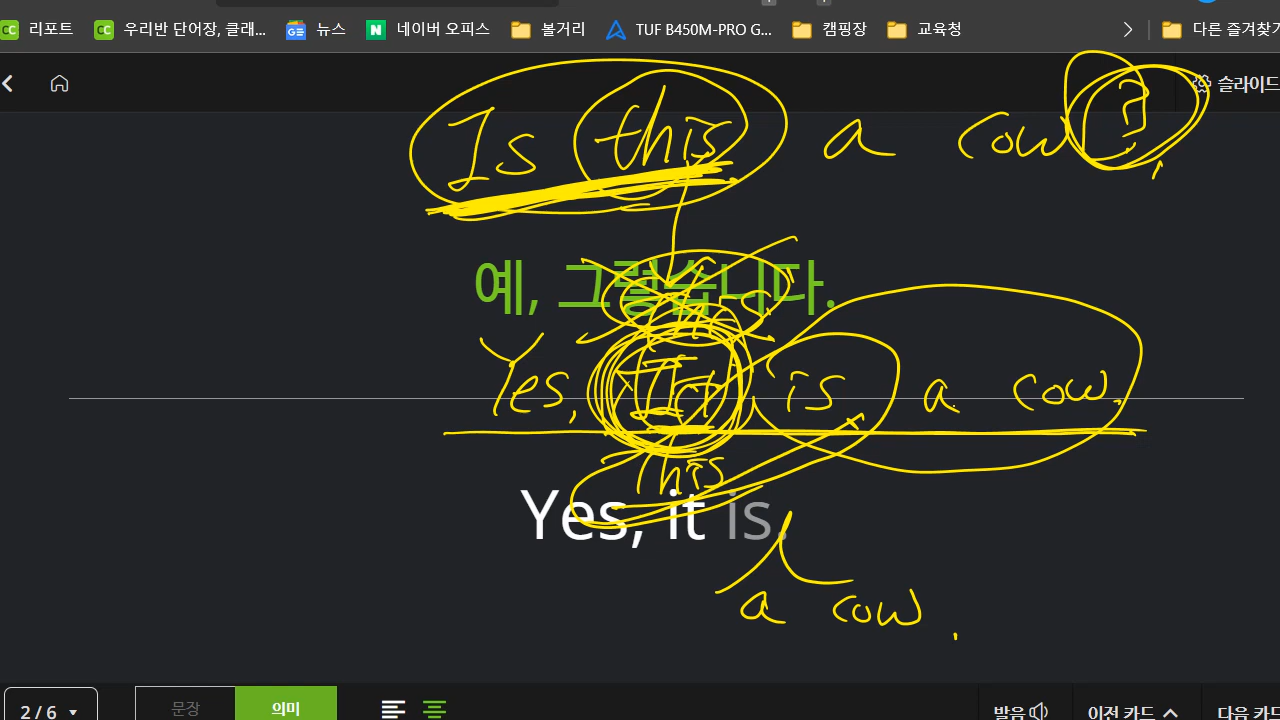 리포트 우리반 단어장, 클래... 뉴스 네이버 오피스 볼거리 TUF B450M-PRO G... 캠핑장 교육청 다른 즐겨찾기
슬라이드
Is this a cow?
예, 그렇습니다.
Yes, It is a cow.
this
Yes, it is.
a cow.
2 / 6 문장 의미 발음 이전 카드 다음 카드